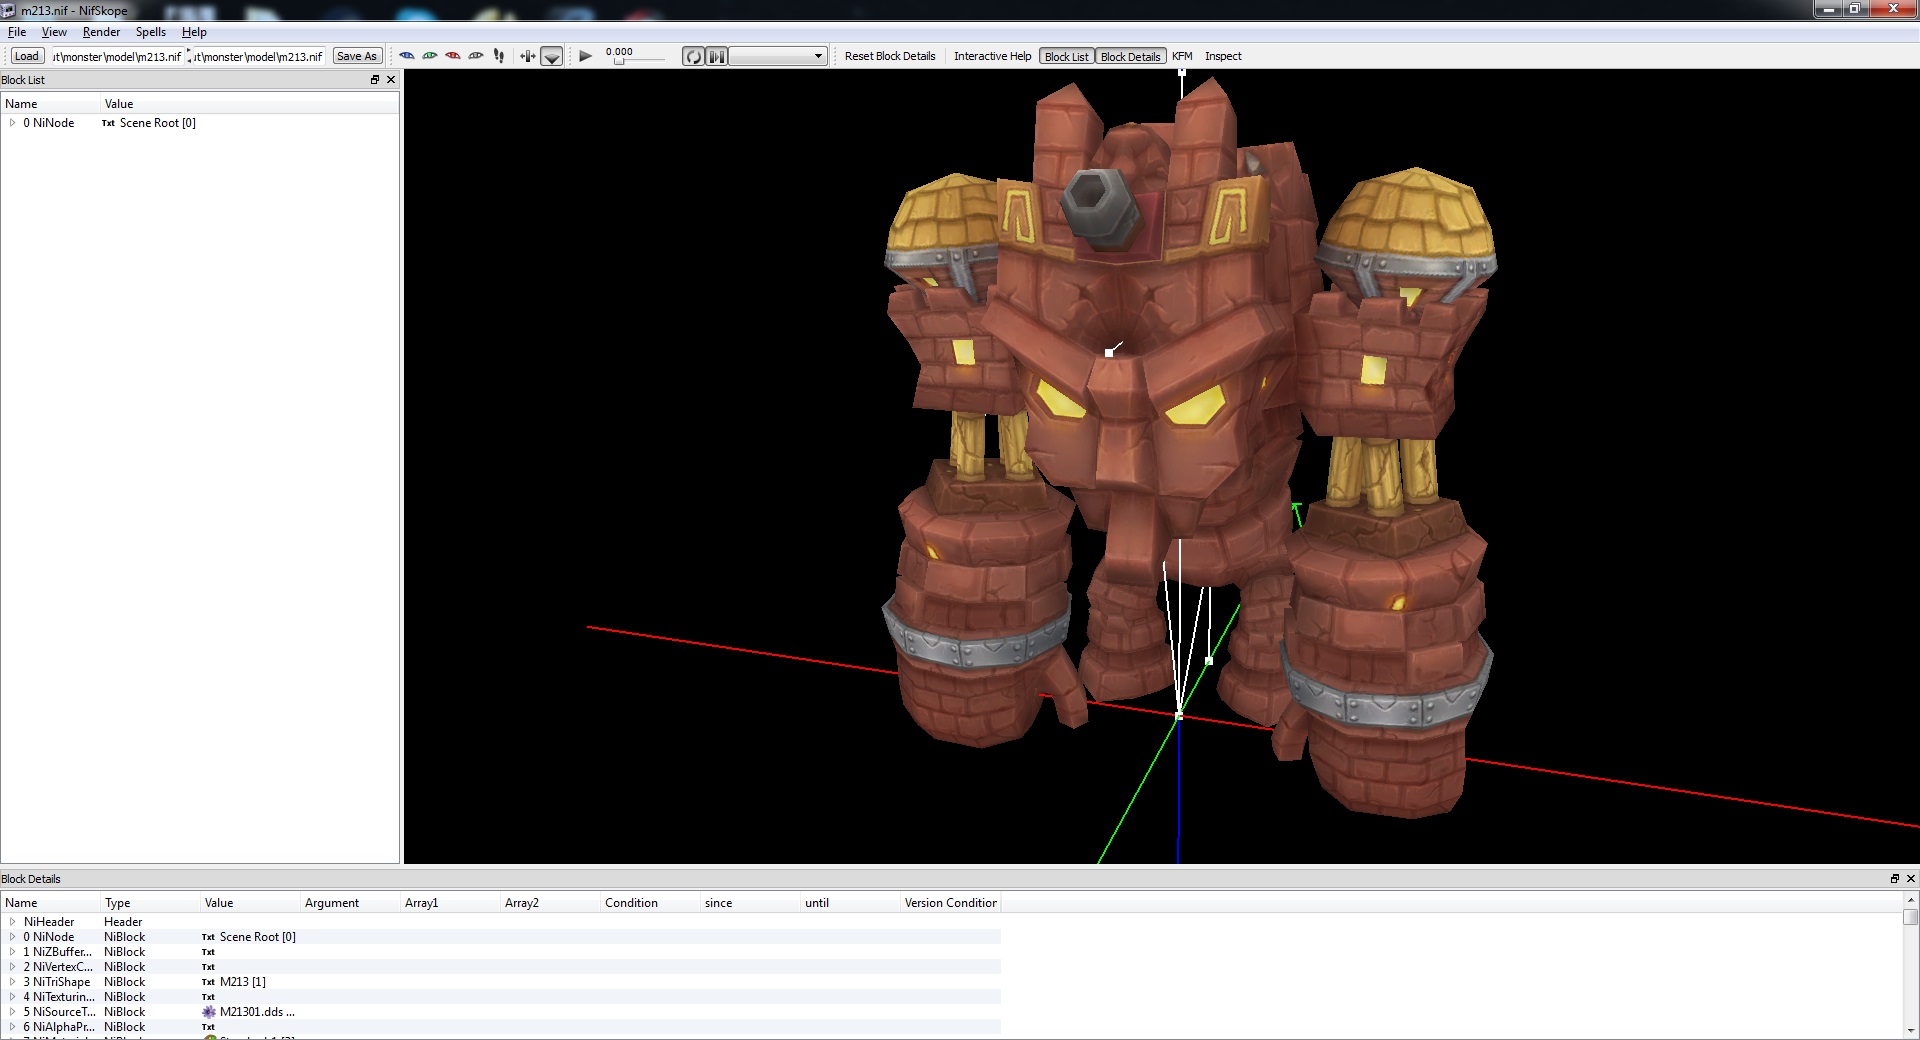 m213.nif - NifSkope
File View Render Spells Help
Load ut\monster\model\m213.nif ut\monster\model\m213.nif Save As 0.000 Reset Block Details Interactive Help Block List Block Details KFM Inspect
Block List
Name Value
0 NiNode Txt Scene Root [0]
Block Details
Name Type Value Argument Array1 Array2 Condition since until Version Condition
NiHeader Header
0 NiNode NiBlock Txt Scene Root [0]
1 NiZBuffer... NiBlock Txt
2 NiVertexC... NiBlock Txt
3 NiTriShape NiBlock Txt M213 [1]
4 NiTexturin... NiBlock Txt
5 NiSourceT... NiBlock M21301.dds ...
6 NiAlphaPr... NiBlock Txt